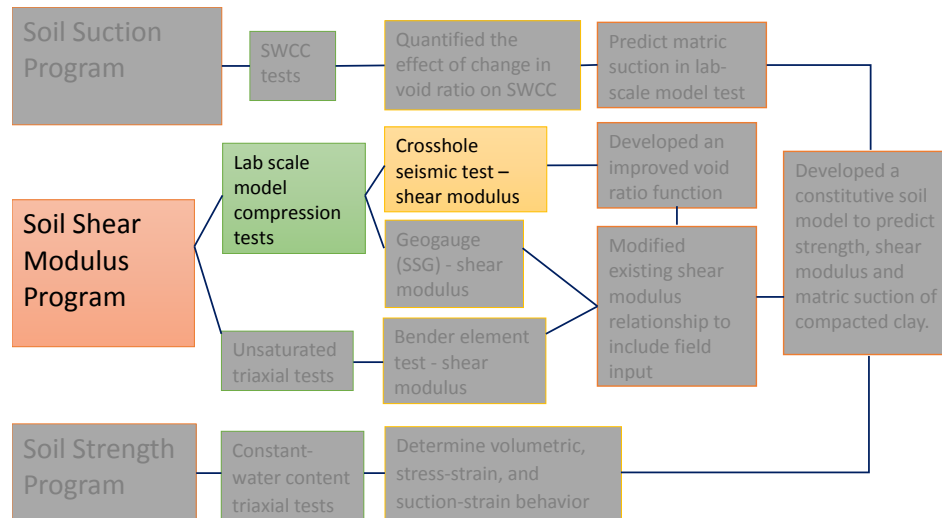 Soil Suction
Program
SWCC
tests
Quantified the
effect of change in
void ratio on SWCC
Predict matric
suction in lab-
scale model test
Soil Shear
Modulus
Program
Lab scale
model
compression
tests
Crosshole
seismic test –
shear modulus
Developed an
improved void
ratio function
Geogauge
(SSG) - shear
modulus
Unsaturated
triaxial tests
Bender element
test - shear
modulus
Modified
existing shear
modulus
relationship to
include field
input
Developed a
constitutive soil
model to predict
strength, shear
modulus and
matric suction of
compacted clay.
Soil Strength
Program
Constant-
water content
triaxial tests
Determine volumetric,
stress-strain, and
suction-strain behavior